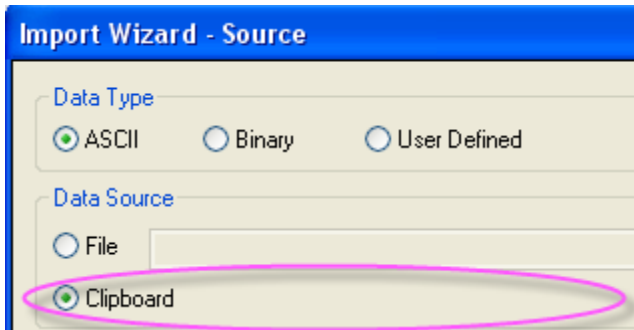 Import Wizard - Source
Data Type
ASCII Binary User Defined
Data Source
File
Clipboard